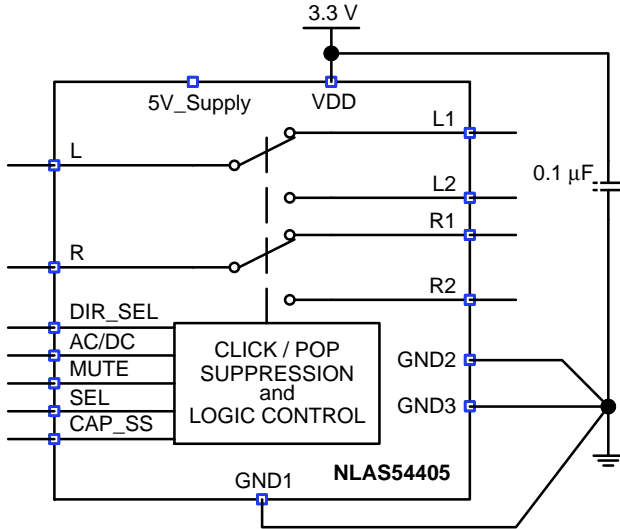 3.3 V
5V_Supply
VDD
L
L1
L2
0.1 μF
R1
R
R2
DIR_SEL
AC/DC
MUTE
SEL
CAP_SS
CLICK / POP
SUPPRESSION
and
LOGIC CONTROL
GND2
GND3
NLAS54405
GND1